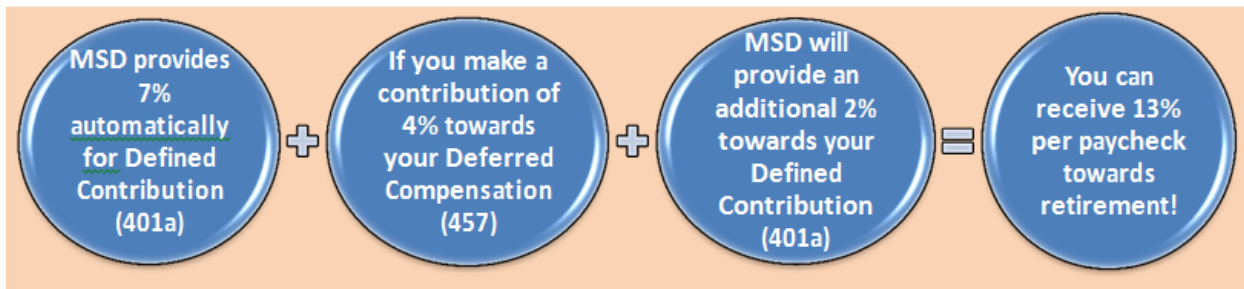 MSD provides
7%
automatically
for Defined
Contribution
(401a)
If you make a
contribution of
4% towards
your Deferred
Compensation
(457)
MSD will
provide an
additional 2%
towards your
Defined
Contribution
(401a)
You can
receive 13%
per paycheck
towards
retirement!